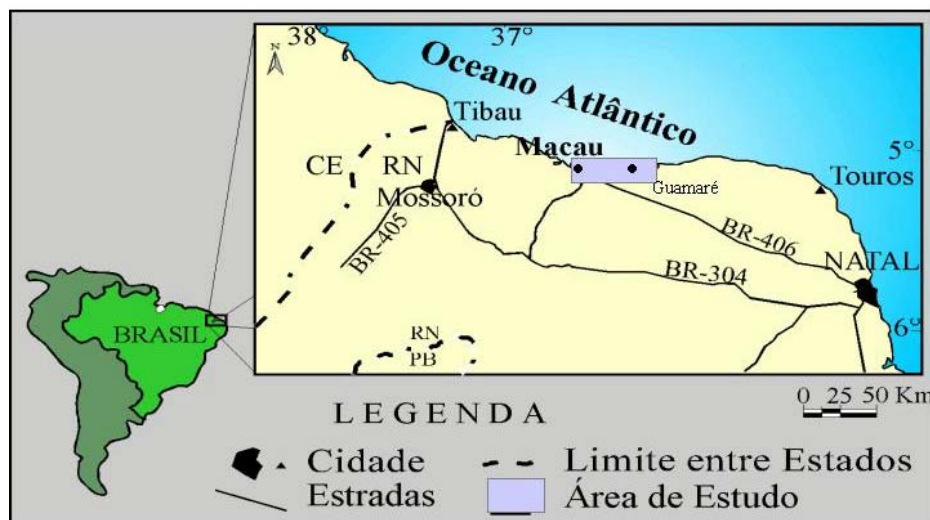 38°
37°
N
Oceano Atlântico
Tibau
Macau
5°
CE
RN
Guamaré
Touros
Mossoró
BR-405
BR-406
BR-304
NATAL
6°
RN
PB
BRASIL
0 25 50 Km
LEGENDA
Cidade
Limite entre Estados
Estradas
Área de Estudo